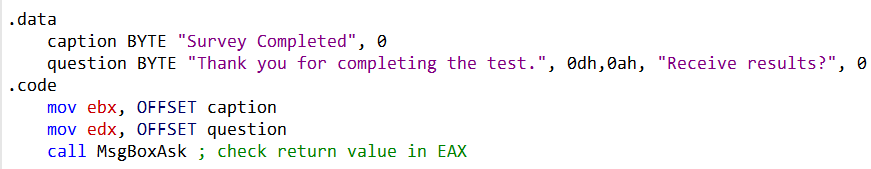 .data
caption BYTE "Survey Completed", 0
question BYTE "Thank you for completing the test.", 0dh,0ah, "Receive results?", 0
.code
mov ebx, OFFSET caption
mov edx, OFFSET question
call MsgBoxAsk ; check return value in EAX